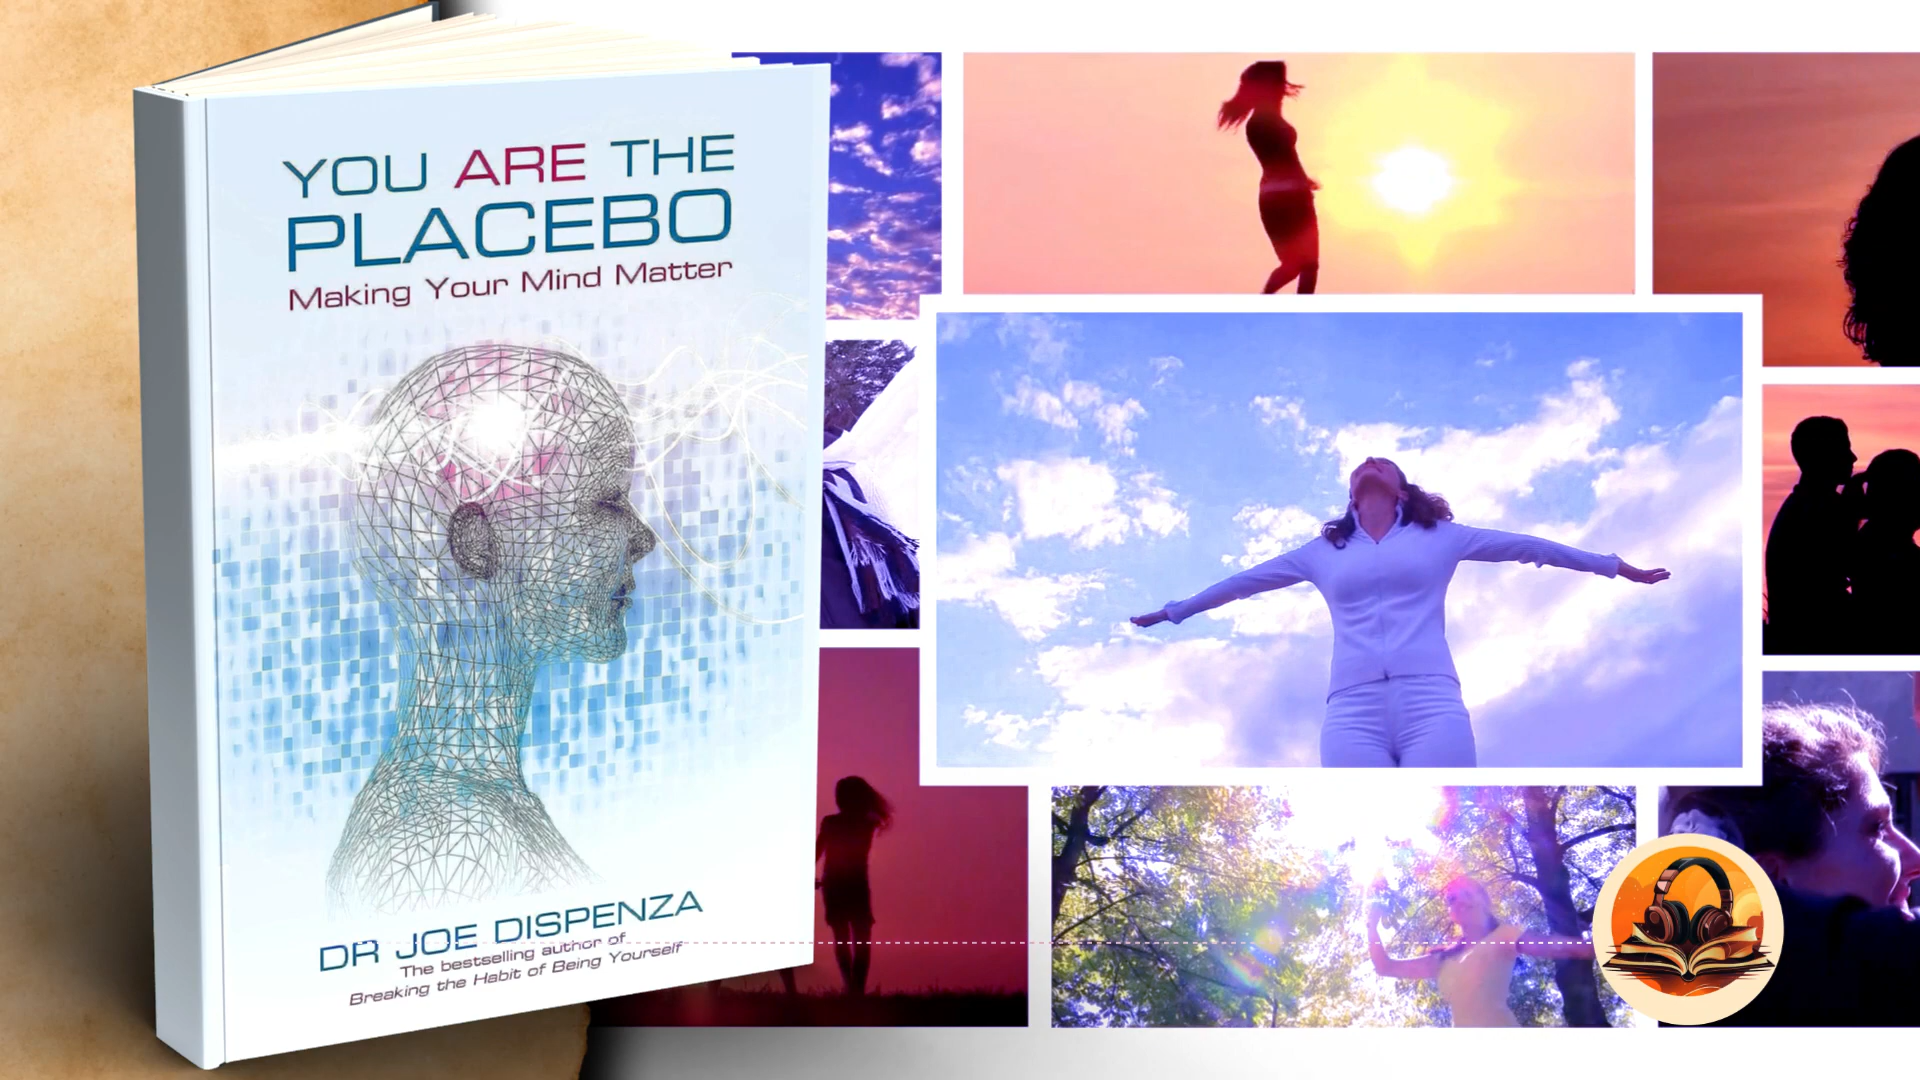 YOU ARE THE
PLACEBO
Making Your Mind Matter
DR JOE DISPENZA
The bestselling author of
Breaking the Habit of Being Yourself